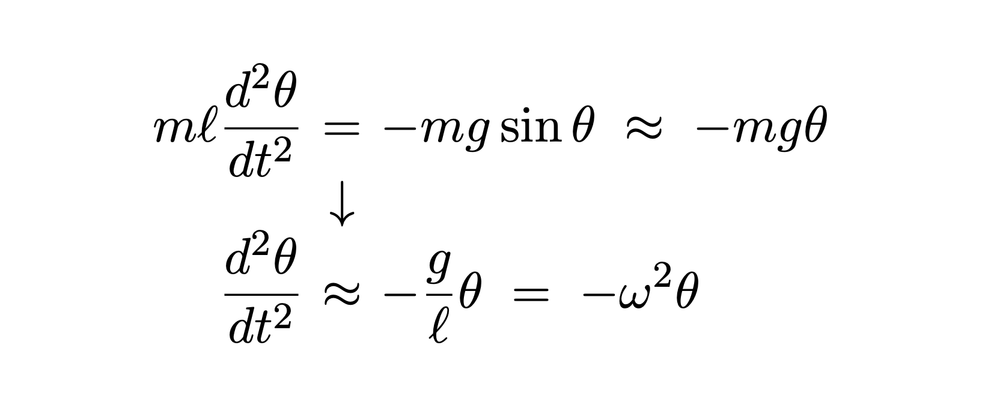 mℓ d²θ/dt² = −mg sin θ ≈ −mgθ
↓
d²θ/dt² ≈ −g/ℓ θ = −ω²θ